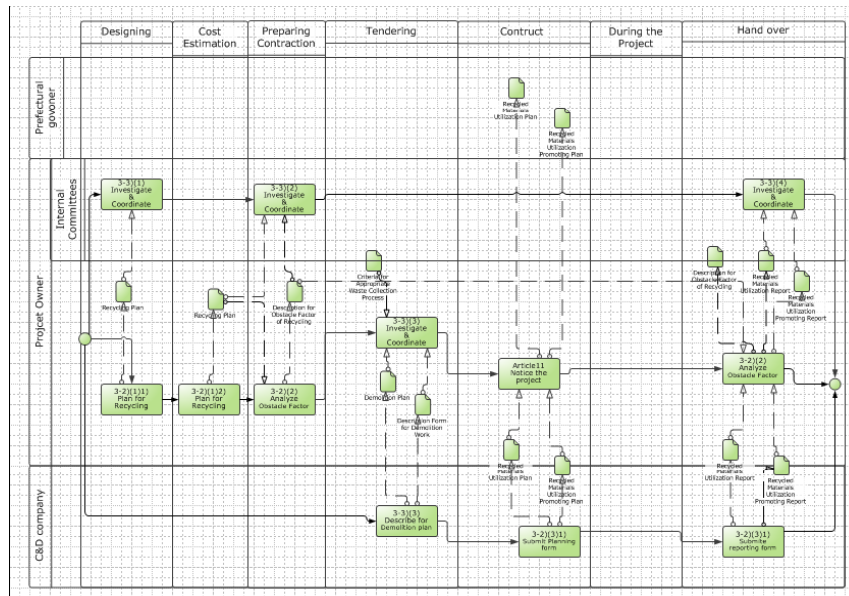 Designing
Cost
Estimation
Preparing
Contraction
Tendering
Contruct
During the
Project
Hand over
Prefectural
govoner
Recycled
Materials
Utilization Plan
Recycled
Materials
Utilization
Promoting Plan
Projcet Owner
Internal
Committees
3-3)(1)
Investigate
&
Coordinate
3-3)(2)
Investigate
&
Coordinate
3-3)(4)
Investigate
&
Coordinate
Recycling Plan
Recycling Plan
Description for
Obstacle Factor
of Recycling
Criteria for
Appropriate
Waste Collection
Process
Description for
Obstacle Factor
of Recycling
Recycled
Materials
Utilization Report
Recycled
Materials
Utilization
Promoting Report
3-3)(3)
Investigate
&
Coordinate
Article11
Notice the
project
3-2)(2)
Analyze
Obstacle Factor
3-2)(1)1)
Plan for
Recycling
3-2)(1)2)
Plan for
Recycling
3-2)(2)
Analyze
Obstacle Factor
Demolition Plan
Description Form
for Demolition
Work
Recycled
Materials
Utilization Plan
Recycled
Materials
Utilization
Promoting Plan
Recycled
Materials
Utilization Report
Recycled
Materials
Utilization
Promoting Report
C&D company
3-3)(3)
Describe for
Demolition plan
3-2)(3)1)
Submit Planning
form
3-2)(3)1)
Submite
reporting form